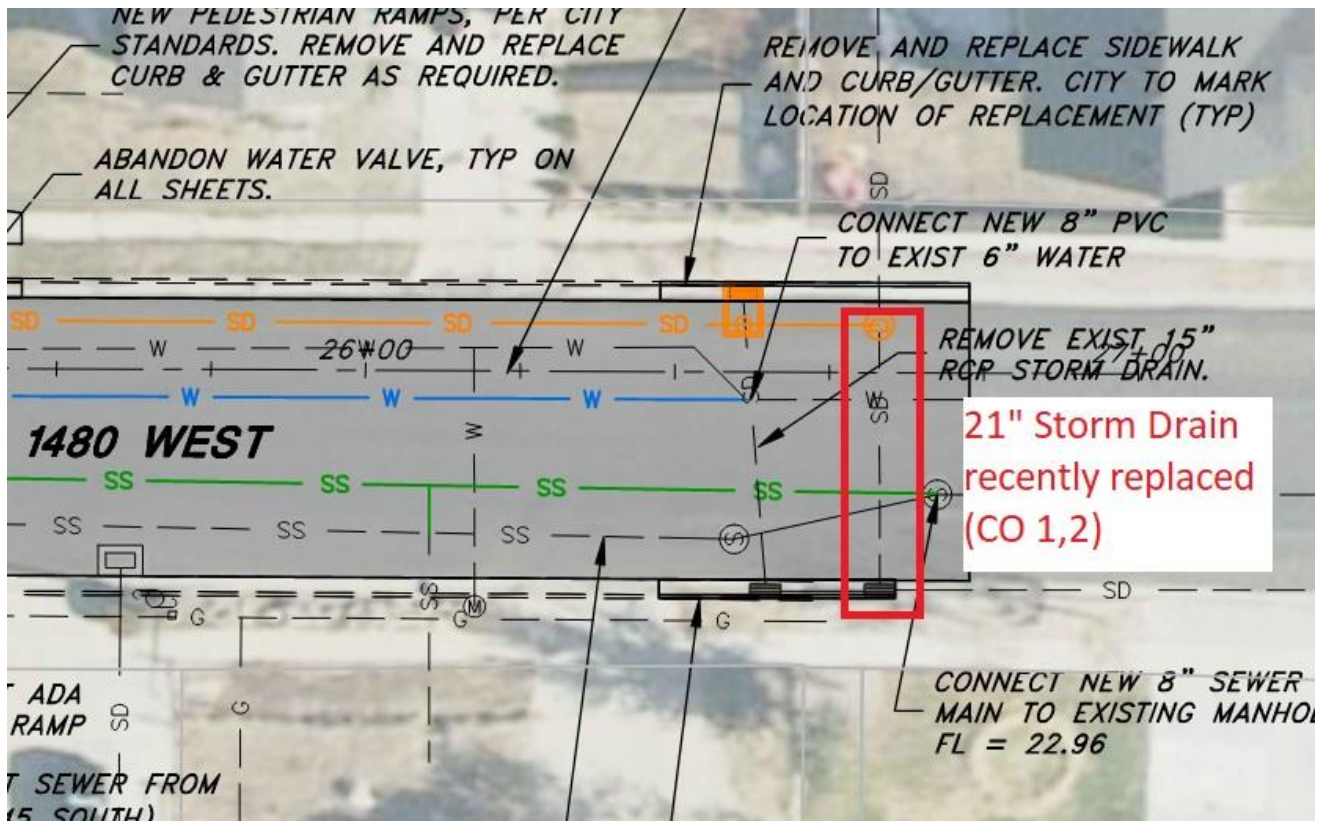 NEW PEDESTRIAN RAMPS, PER CITY
STANDARDS. REMOVE AND REPLACE
CURB & GUTTER AS REQUIRED.
REMOVE AND REPLACE SIDEWALK
AND CURB/GUTTER. CITY TO MARK
LOCATION OF REPLACEMENT (TYP)
ABANDON WATER VALVE, TYP ON
ALL SHEETS.
SD
CONNECT NEW 8" PVC
TO EXIST 6" WATER
SD SD SD SD
REMOVE EXIST 15"
RCP STORM DRAIN.
W 26+00 W 27+00
W W W W
SD
1480 WEST
W
21" Storm Drain
recently replaced
(CO 1,2)
SS SS SS SS S
SS SS SS S
SS M SD
G G G
CONNECT NEW 8" SEWER
MAIN TO EXISTING MANHOL
FL = 22.96
T ADA
RAMP
SD G
T SEWER FROM
15 SOUTH)